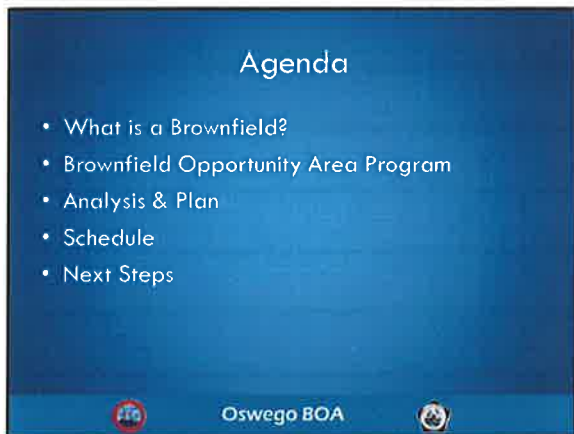 Agenda
• What is a Brownfield?
• Brownfield Opportunity Area Program
• Analysis & Plan
• Schedule
• Next Steps
Oswego BOA